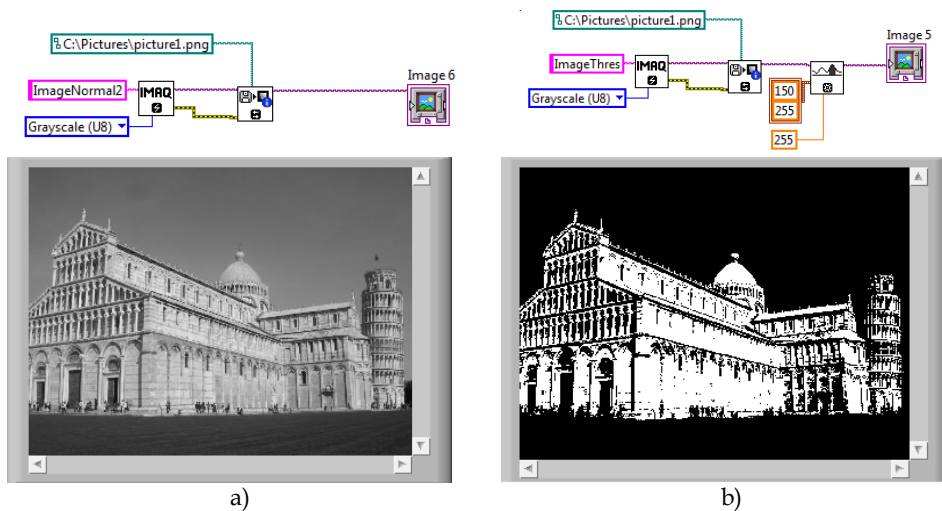 C:\Pictures\picture1.png
Image 6
ImageNormal2
IMAQ
Grayscale (U8)
a)
C:\Pictures\picture1.png
Image 5
ImageThres
IMAQ
150
255
Grayscale (U8)
255
b)